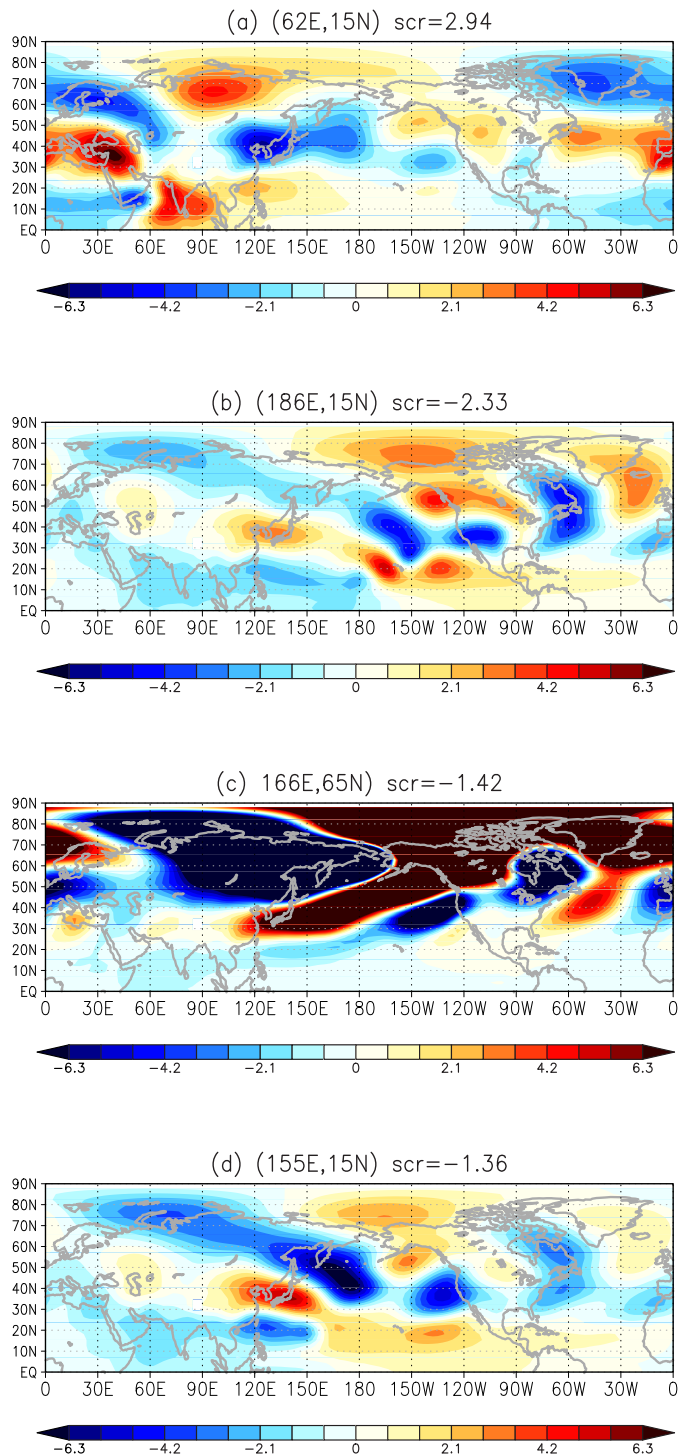 (a) (62E,15N) scr=2.94
90N
80N
70N
60N
50N
40N
30N
20N
10N
EQ
0 30E 60E 90E 120E 150E 180E 150W 120W 90W 60W 30W 0
−6.3 −4.2 −2.1 0 2.1 4.2 6.3
(b) (186E,15N) scr=−2.33
90N
80N
70N
60N
50N
40N
30N
20N
10N
EQ
0 30E 60E 90E 120E 150E 180E 150W 120W 90W 60W 30W 0
−6.3 −4.2 −2.1 0 2.1 4.2 6.3
(c) 166E,65N) scr=−1.42
90N
80N
70N
60N
50N
40N
30N
20N
10N
EQ
0 30E 60E 90E 120E 150E 180E 150W 120W 90W 60W 30W 0
−6.3 −4.2 −2.1 0 2.1 4.2 6.3
(d) (155E,15N) scr=−1.36
90N
80N
70N
60N
50N
40N
30N
20N
10N
EQ
0 30E 60E 90E 120E 150E 180E 150W 120W 90W 60W 30W 0
−6.3 −4.2 −2.1 0 2.1 4.2 6.3